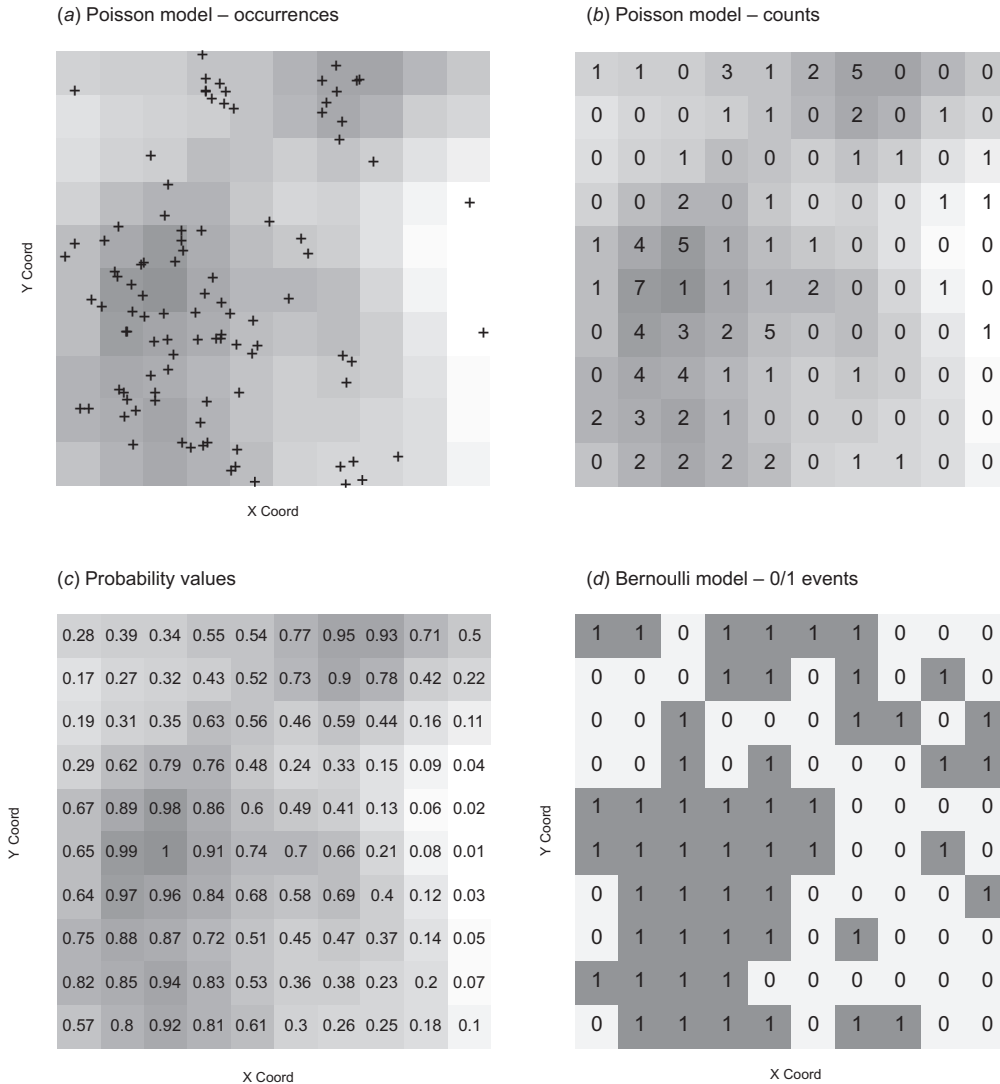 (a) Poisson model – occurrences
Y Coord
X Coord
(b) Poisson model – counts
1 1 0 3 1 2 5 0 0 0
0 0 0 1 1 0 2 0 1 0
0 0 1 0 0 0 1 1 0 1
0 0 2 0 1 0 0 0 1 1
1 4 5 1 1 1 0 0 0 0
1 7 1 1 1 2 0 0 1 0
0 4 3 2 5 0 0 0 0 1
0 4 4 1 1 0 1 0 0 0
2 3 2 1 0 0 0 0 0 0
0 2 2 2 2 0 1 1 0 0
(c) Probability values
0.28 0.39 0.34 0.55 0.54 0.77 0.95 0.93 0.71 0.5
0.17 0.27 0.32 0.43 0.52 0.73 0.9 0.78 0.42 0.22
0.19 0.31 0.35 0.63 0.56 0.46 0.59 0.44 0.16 0.11
0.29 0.62 0.79 0.76 0.48 0.24 0.33 0.15 0.09 0.04
0.67 0.89 0.98 0.86 0.6 0.49 0.41 0.13 0.06 0.02
0.65 0.99 1 0.91 0.74 0.7 0.66 0.21 0.08 0.01
0.64 0.97 0.96 0.84 0.68 0.58 0.69 0.4 0.12 0.03
0.75 0.88 0.87 0.72 0.51 0.45 0.47 0.37 0.14 0.05
0.82 0.85 0.94 0.83 0.53 0.36 0.38 0.23 0.2 0.07
0.57 0.8 0.92 0.81 0.61 0.3 0.26 0.25 0.18 0.1
Y Coord
X Coord
(d) Bernoulli model – 0/1 events
1 1 0 1 1 1 1 0 0 0
0 0 0 1 1 0 1 0 1 0
0 0 1 0 0 0 1 1 0 1
0 0 1 0 1 0 0 0 1 1
1 1 1 1 1 1 0 0 0 0
1 1 1 1 1 1 0 0 1 0
0 1 1 1 1 0 0 0 0 1
0 1 1 1 1 0 1 0 0 0
1 1 1 1 0 0 0 0 0 0
0 1 1 1 1 0 1 1 0 0
Y Coord
X Coord